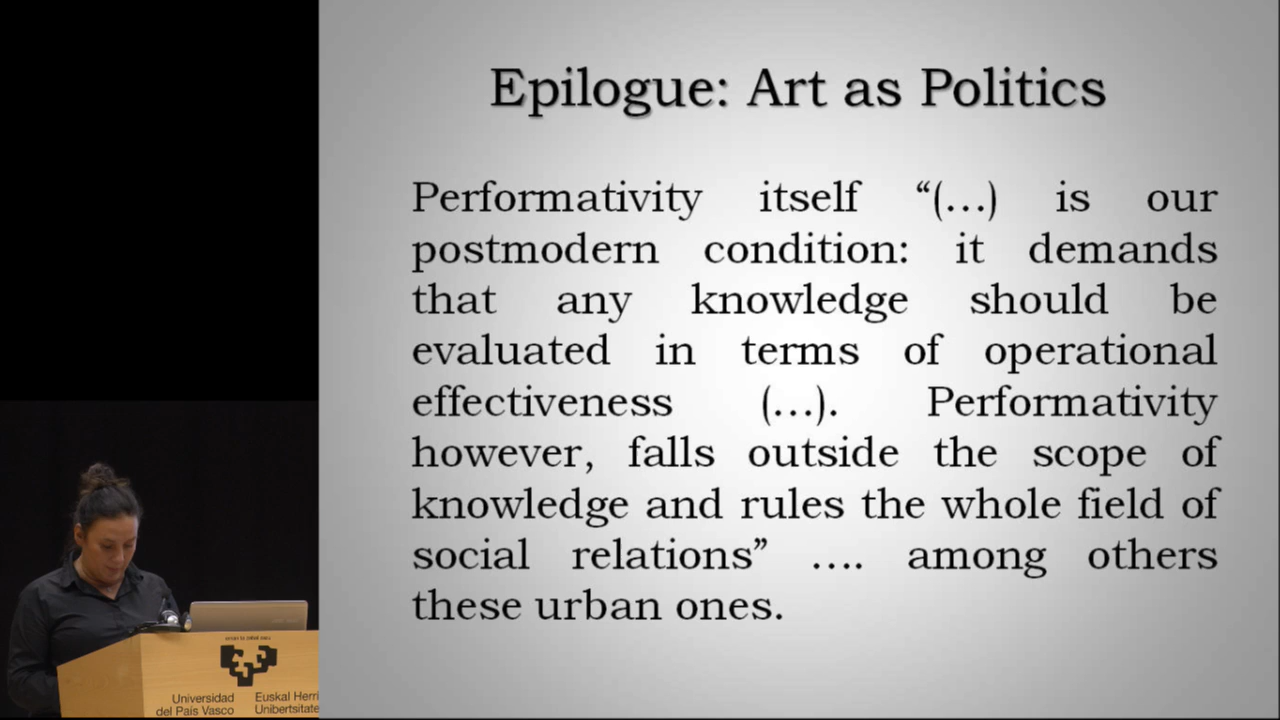 Epilogue: Art as Politics
Performativity itself “(…) is our
postmodern condition: it demands
that any knowledge should be
evaluated in terms of operational
effectiveness (…). Performativity
however, falls outside the scope of
knowledge and rules the whole field of
social relations” …. among others
these urban ones.
Universidad
del País Vasco
Euskal Herri
Unibertsitate